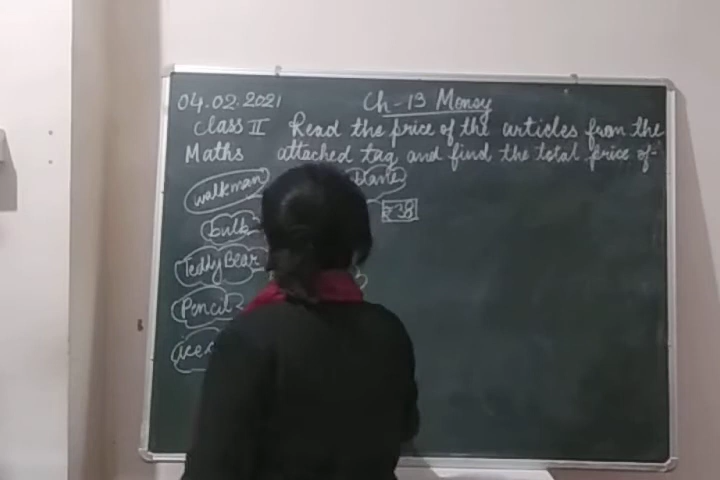 04.02.2021 Ch-13 Money
Class II Read the price of the articles from the
Maths attached tag and find the total price of-
walkman
₹38
bulb
Teddy Bear
Pencil